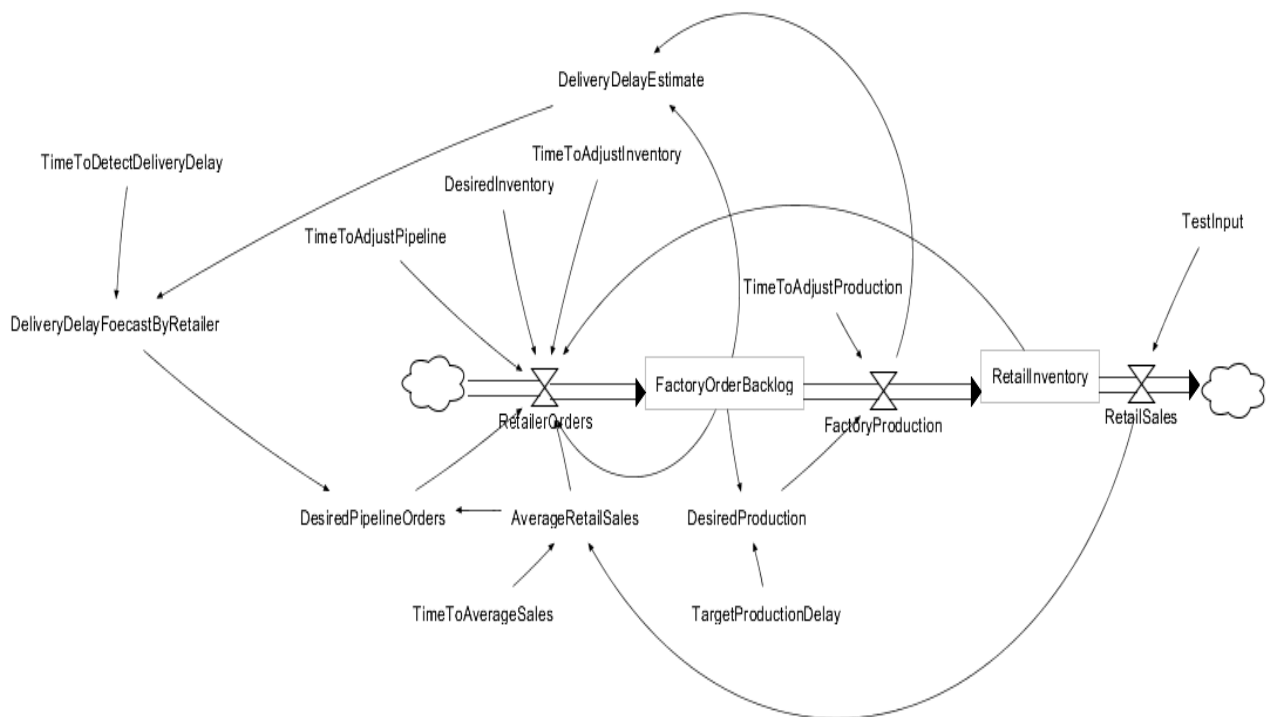 DeliveryDelayEstimate
TimeToDetectDeliveryDelay
TimeToAdjustInventory
DesiredInventory
TimeToAdjustPipeline
TestInput
TimeToAdjustProduction
DeliveryDelayFoecastByRetailer
FactoryOrderBacklog
RetailInventory
RetailerOrders
FactoryProduction
RetailSales
DesiredPipelineOrders
AverageRetailSales
DesiredProduction
TimeToAverageSales
TargetProductionDelay